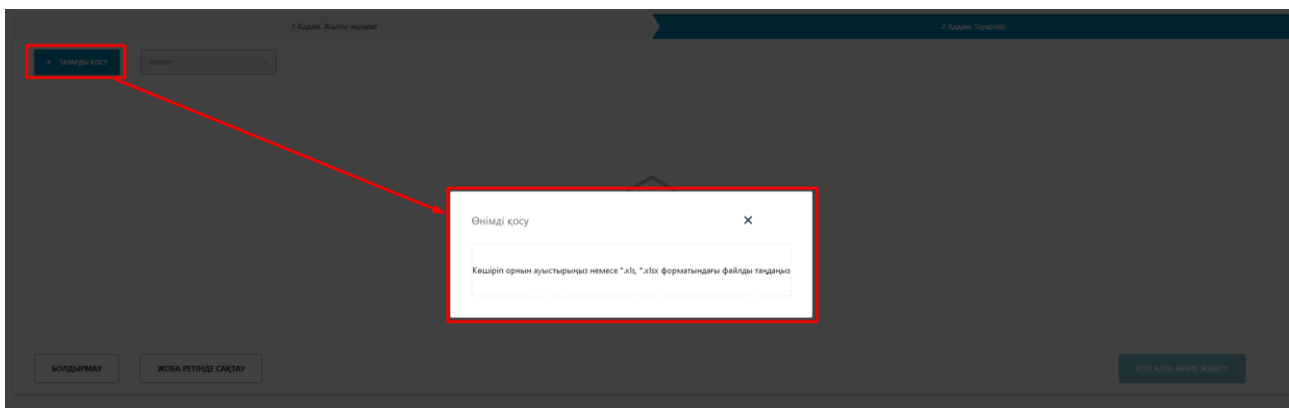 1-Қадам. Жалпы ақпарат
2-Қадам. Тауарлар
+ ТАУАРДЫ ҚОСУ
Әрекет
Өнімді қосу
Көшіріп орнын ауыстырыңыз немесе *.xls, *.xlsx форматындағы файлды таңдаңыз
БОЛДЫРМАУ
ЖОБА РЕТІНДЕ САҚТАУ
ҚОЛ ҚОЮ ЖӘНЕ ЖІБЕРУ